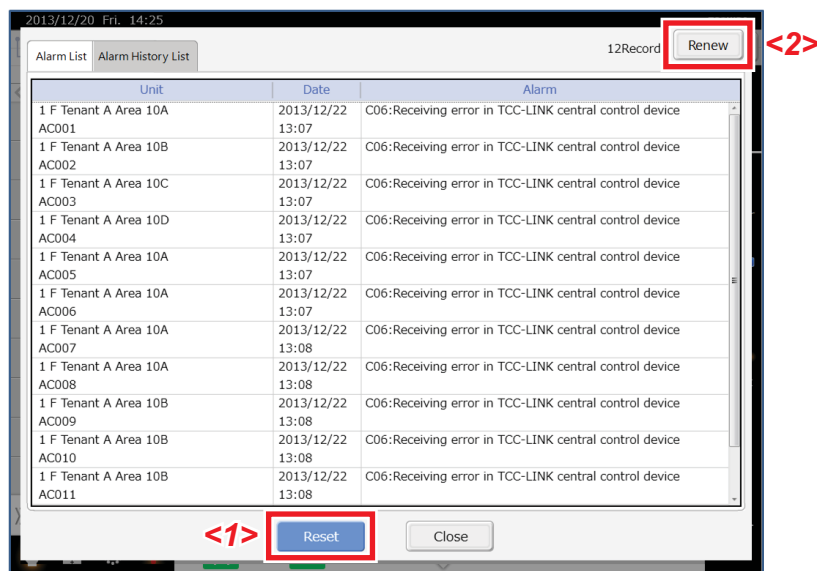 2013/12/20 Fri. 14:25
Alarm List Alarm History List 12Record Renew <2>
Unit Date Alarm
1 F Tenant A Area 10A 2013/12/22 C06:Receiving error in TCC-LINK central control device
AC001 13:07
1 F Tenant A Area 10B 2013/12/22 C06:Receiving error in TCC-LINK central control device
AC002 13:07
1 F Tenant A Area 10C 2013/12/22 C06:Receiving error in TCC-LINK central control device
AC003 13:07
1 F Tenant A Area 10D 2013/12/22 C06:Receiving error in TCC-LINK central control device
AC004 13:07
1 F Tenant A Area 10A 2013/12/22 C06:Receiving error in TCC-LINK central control device
AC005 13:07
1 F Tenant A Area 10A 2013/12/22 C06:Receiving error in TCC-LINK central control device
AC006 13:07
1 F Tenant A Area 10A 2013/12/22 C06:Receiving error in TCC-LINK central control device
AC007 13:08
1 F Tenant A Area 10A 2013/12/22 C06:Receiving error in TCC-LINK central control device
AC008 13:08
1 F Tenant A Area 10B 2013/12/22 C06:Receiving error in TCC-LINK central control device
AC009 13:08
1 F Tenant A Area 10B 2013/12/22 C06:Receiving error in TCC-LINK central control device
AC010 13:08
1 F Tenant A Area 10B 2013/12/22 C06:Receiving error in TCC-LINK central control device
AC011 13:08
<1> Reset Close